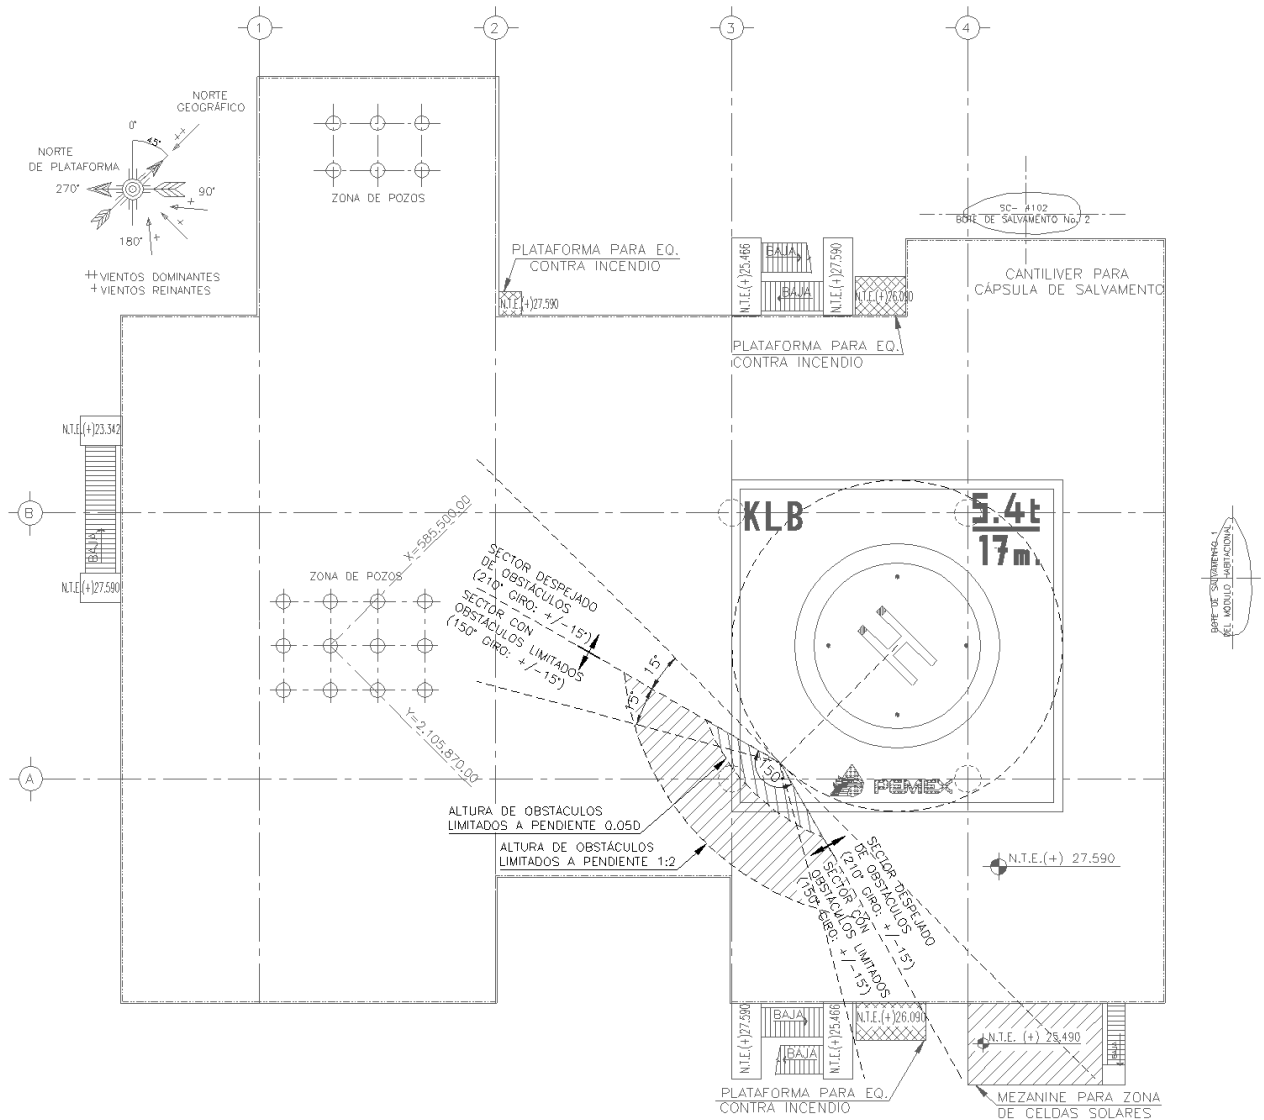 1
2
3
4
NORTE
GEOGRÁFICO
0°
45°
NORTE
DE PLATAFORMA
270°
90°
180°
++ VIENTOS DOMINANTES
+ VIENTOS REINANTES
ZONA DE POZOS
SC- 4102
BOTE DE SALVAMENTO No. 2
PLATAFORMA PARA EQ.
CONTRA INCENDIO
N.T.E.(+)27.590
N.T.E.(+)25.466
BAJA
BAJA
N.T.E.(+)27.590
N.T.E.(+)26.090
CANTILIVER PARA
CÁPSULA DE SALVAMENTO
PLATAFORMA PARA EQ.
CONTRA INCENDIO
N.T.E.(+)23.342
BAJA
N.T.E.(+)27.590
B
KLB
5.4t
17m.
BOTE DE SALVAMENTO 1
DEL MODULO HABITACIONAL
X=585,500.00
ZONA DE POZOS
Y=2,105,870.00
SECTOR DESPEJADO
DE OBSTÁCULOS
(210° GIRO: +/-15°)
SECTOR CON
OBSTÁCULOS LIMITADOS
(150° GIRO: +/-15°)
15°
15°
H
150°
PEMEX
A
ALTURA DE OBSTÁCULOS
LIMITADOS A PENDIENTE 0.05D
ALTURA DE OBSTÁCULOS
LIMITADOS A PENDIENTE 1:2
SECTOR DESPEJADO
DE OBSTÁCULOS
(210° GIRO: +/-15°)
SECTOR CON
OBSTÁCULOS LIMITADOS
(150° GIRO: +/-15°)
N.T.E.(+) 27.590
N.T.E.(+)27.590
BAJA
BAJA
N.T.E.(+)25.466
N.T.E.(+)26.090
N.T.E. (+) 25.490
BAJA
PLATAFORMA PARA EQ.
CONTRA INCENDIO
MEZANINE PARA ZONA
DE CELDAS SOLARES